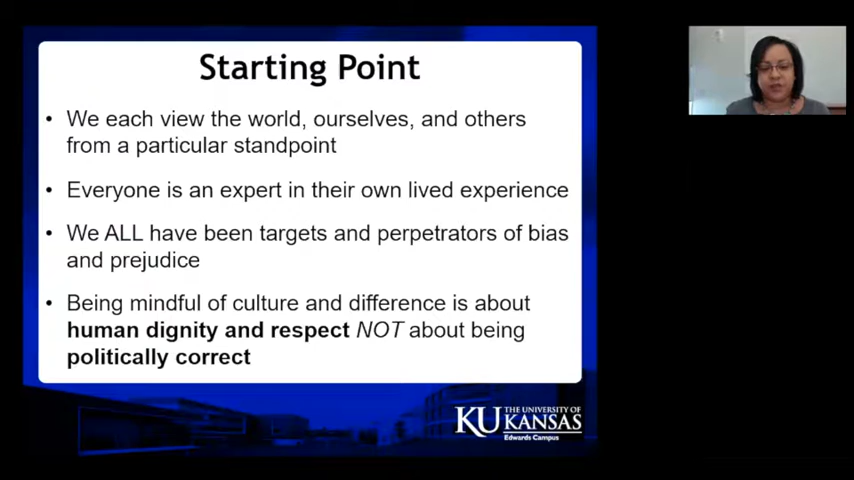 Starting Point
• We each view the world, ourselves, and others
from a particular standpoint
• Everyone is an expert in their own lived experience
• We ALL have been targets and perpetrators of bias
and prejudice
• Being mindful of culture and difference is about
human dignity and respect NOT about being
politically correct
KU THE UNIVERSITY OF
KANSAS
Edwards Campus